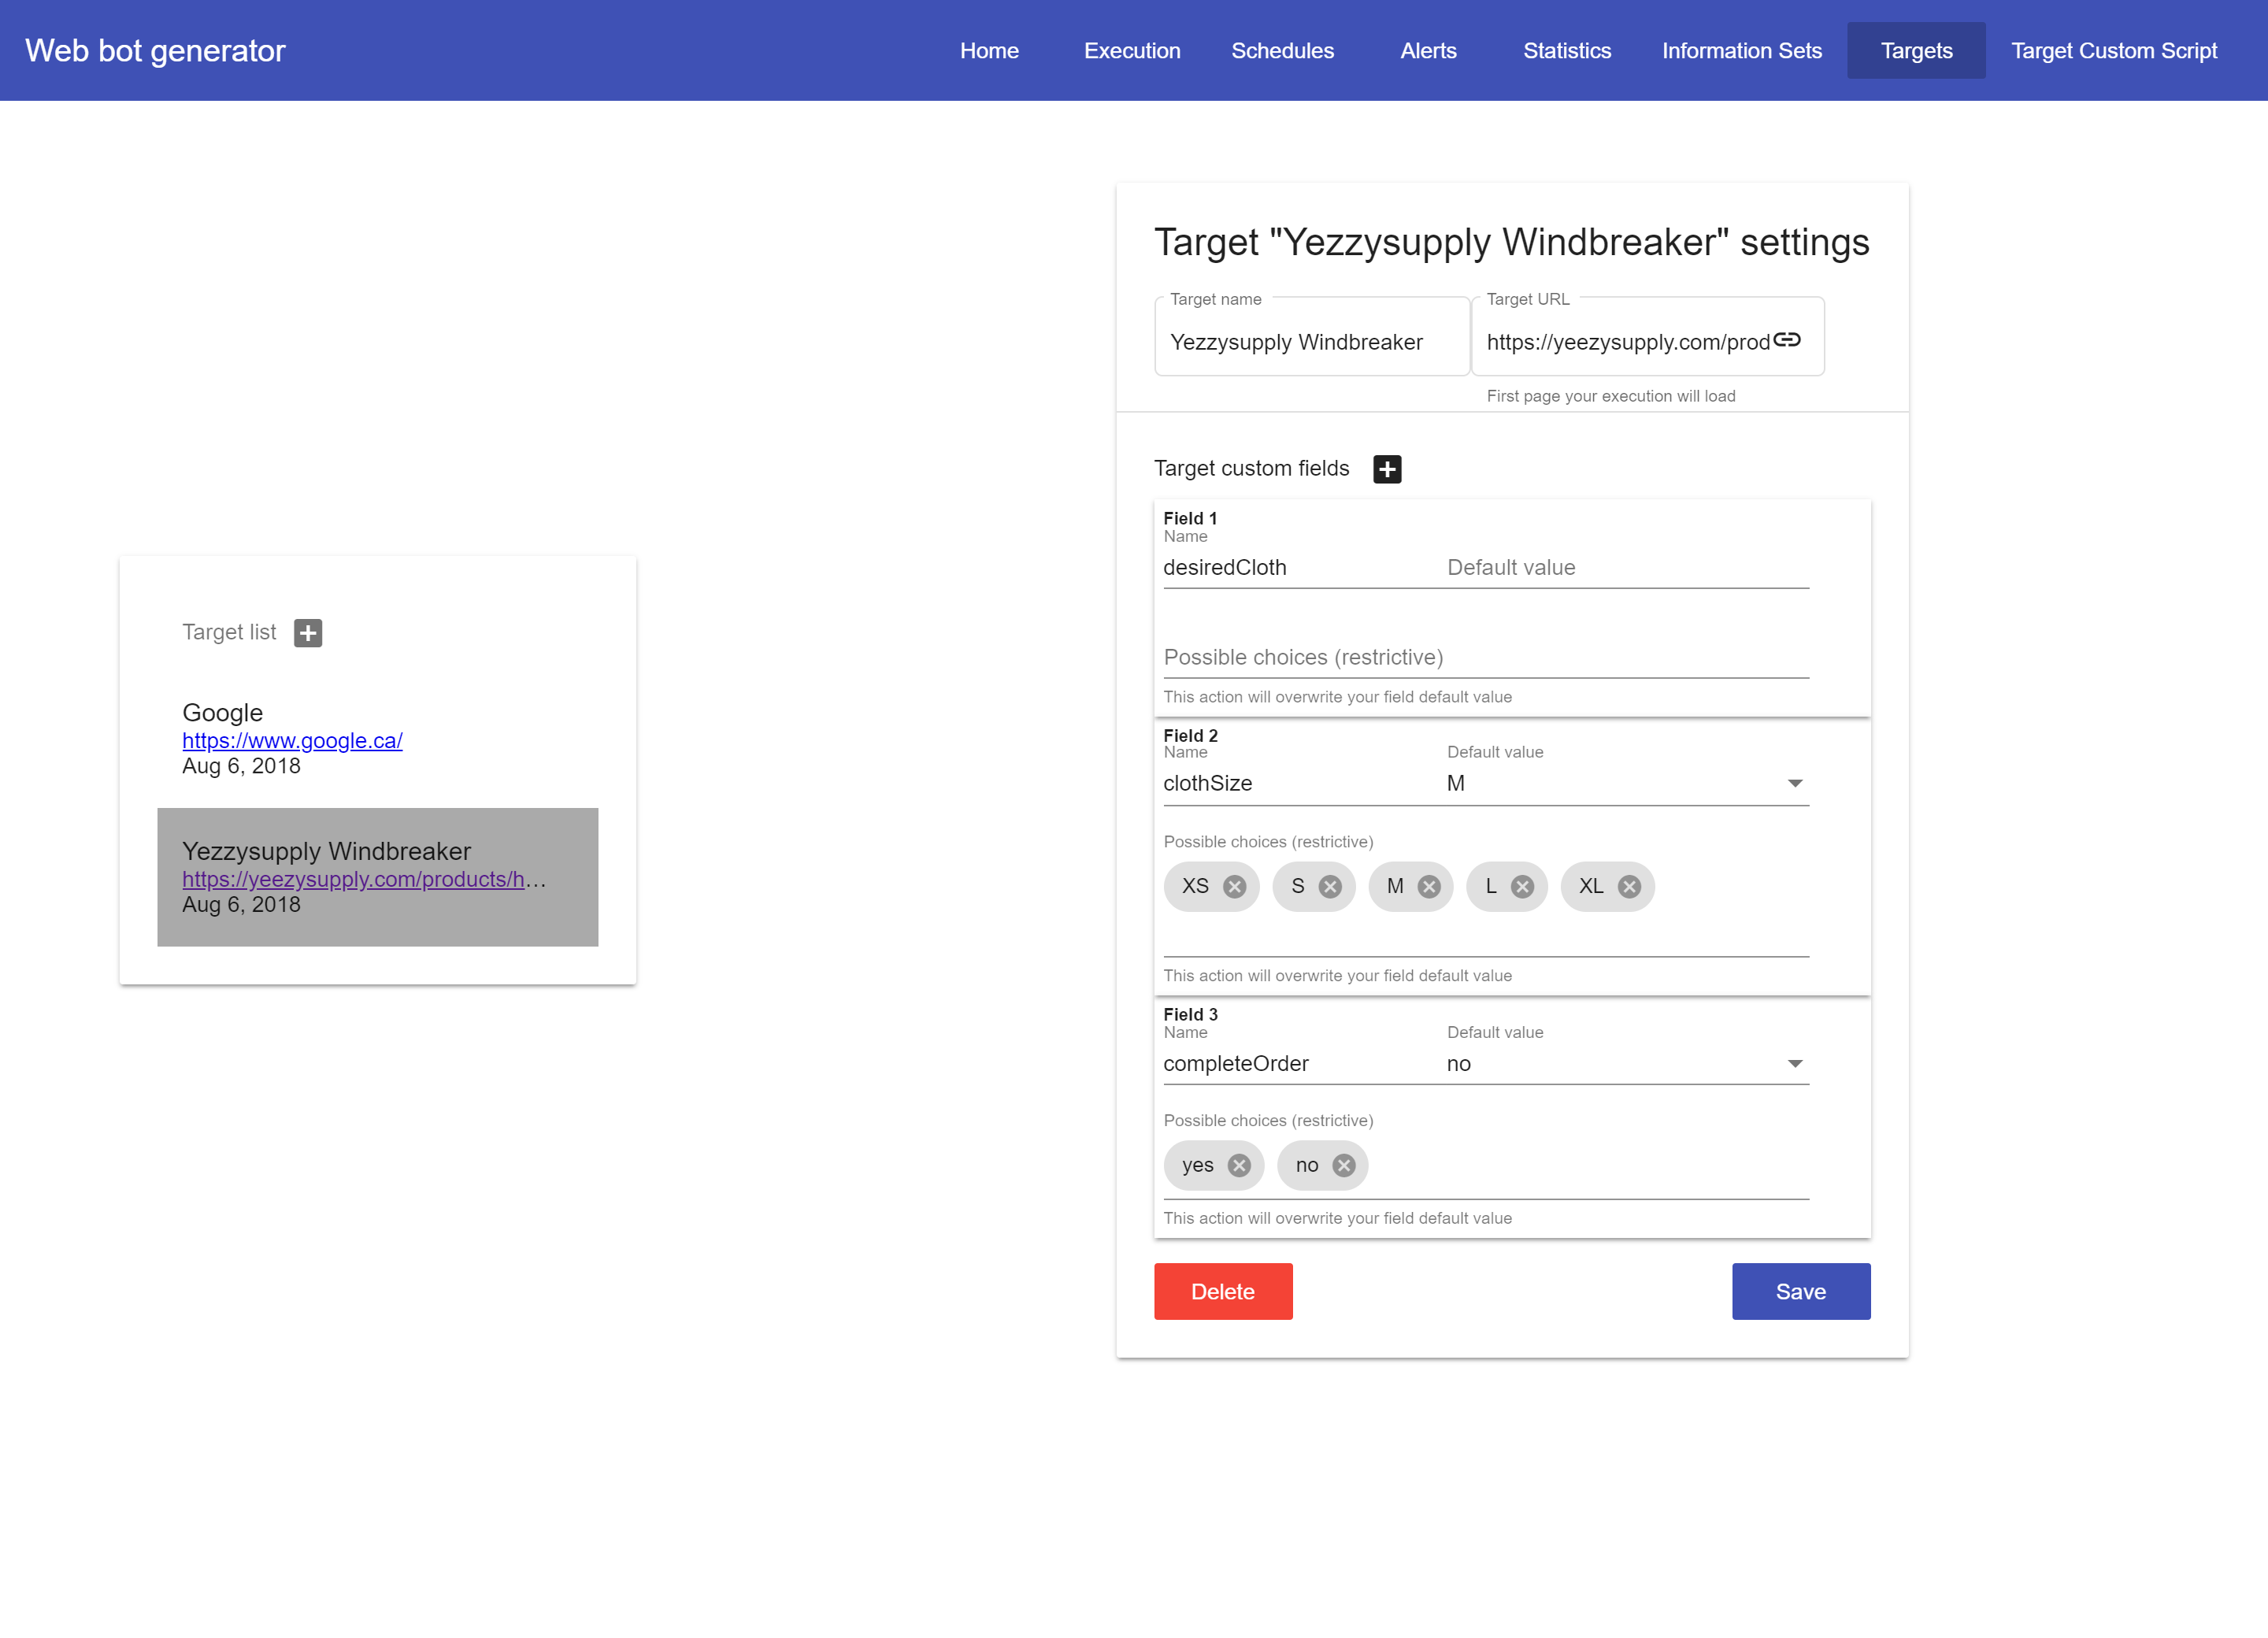 Web bot generator
Home Execution Schedules Alerts Statistics Information Sets Targets Target Custom Script
Target list
Google
https://www.google.ca/
Aug 6, 2018
Yezzysupply Windbreaker
https://yeezysupply.com/products/h...
Aug 6, 2018
Target "Yezzysupply Windbreaker" settings
Target name Target URL
Yezzysupply Windbreaker https://yeezysupply.com/prod
First page your execution will load
Target custom fields
Field 1
Name
desiredCloth Default value
Possible choices (restrictive)
This action will overwrite your field default value
Field 2
Name Default value
clothSize M
Possible choices (restrictive)
XS S M L XL
This action will overwrite your field default value
Field 3
Name Default value
completeOrder no
Possible choices (restrictive)
yes no
This action will overwrite your field default value
Delete Save